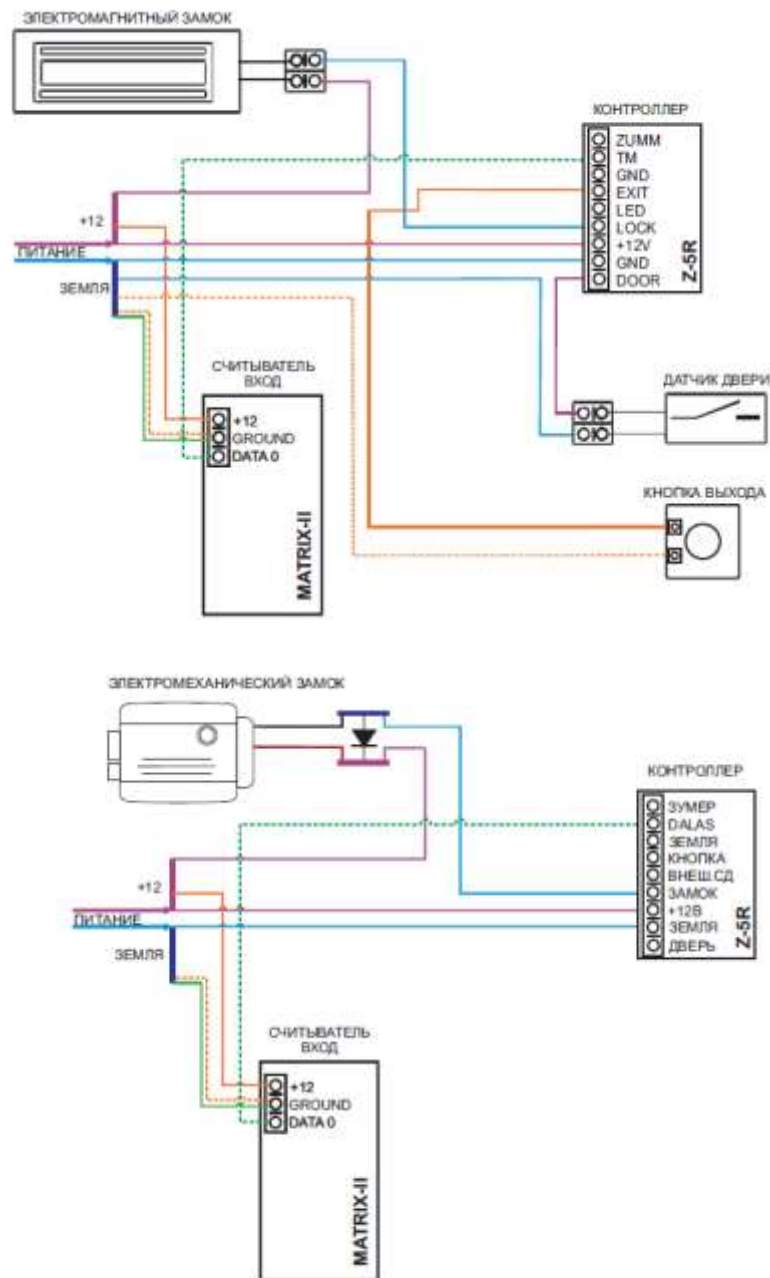 ЭЛЕКТРОМАГНИТНЫЙ ЗАМОК
КОНТРОЛЛЕР
ZUMM
TM
GND
EXIT
LED
LOCK
+12V
GND
DOOR
Z-5R
+12
ПИТАНИЕ
ЗЕМЛЯ
СЧИТЫВАТЕЛЬ
ВХОД
+12
GROUND
DATA 0
MATRIX-II
ДАТЧИК ДВЕРИ
КНОПКА ВЫХОДА
ЭЛЕКТРОМЕХАНИЧЕСКИЙ ЗАМОК
КОНТРОЛЛЕР
ЗУМЕР
DALAS
ЗЕМЛЯ
КНОПКА
ВНЕШ.СД
ЗАМОК
+12В
ЗЕМЛЯ
ДВЕРЬ
Z-5R
+12
ПИТАНИЕ
ЗЕМЛЯ
СЧИТЫВАТЕЛЬ
ВХОД
+12
GROUND
DATA 0
MATRIX-II